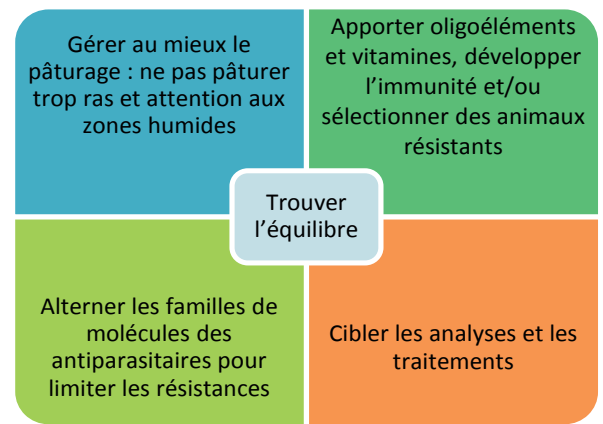 Gérer au mieux le
pâturage : ne pas pâturer
trop ras et attention aux
zones humides
Apporter oligoéléments
et vitamines, développer
l'immunité et/ou
sélectionner des animaux
résistants
Trouver
l'équilibre
Alterner les familles de
molécules des
antiparasitaires pour
limiter les résistances
Cibler les analyses et les
traitements